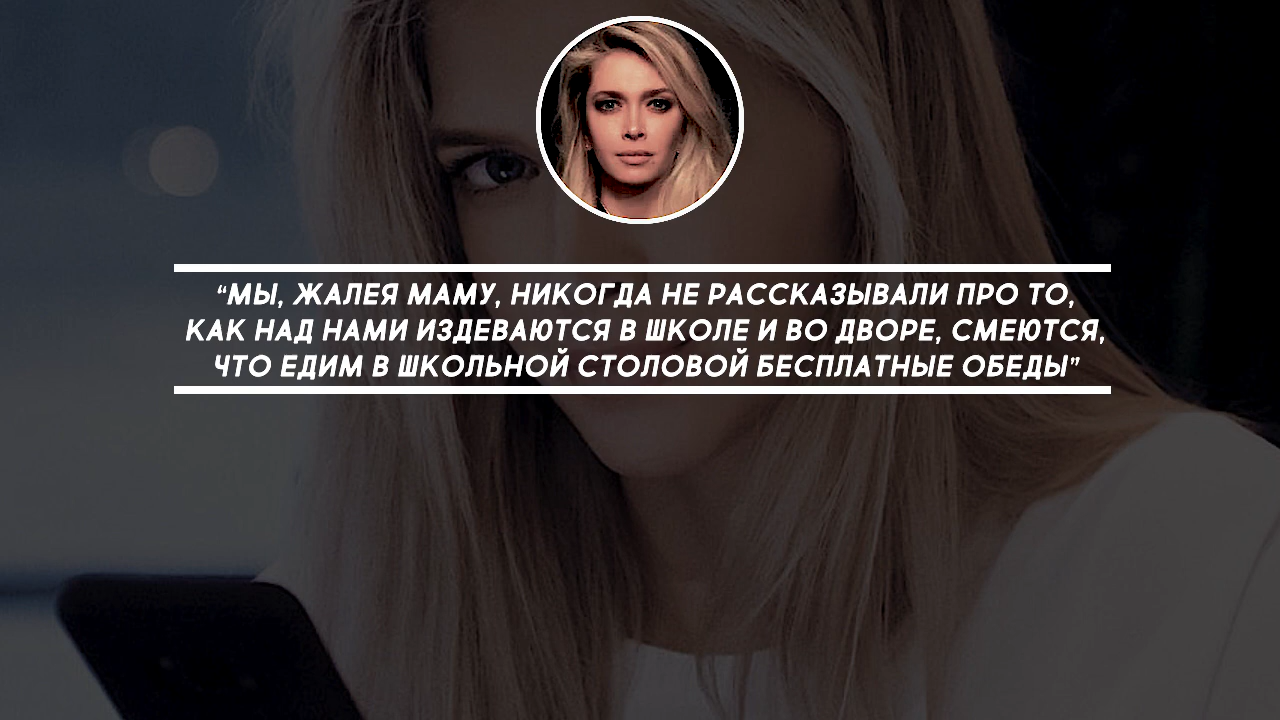 “МЫ, ЖАЛЕЯ МАМУ, НИКОГДА НЕ РАССКАЗЫВАЛИ ПРО ТО,
КАК НАД НАМИ ИЗДЕВАЮТСЯ В ШКОЛЕ И ВО ДВОРЕ, СМЕЮТСЯ,
ЧТО ЕДИМ В ШКОЛЬНОЙ СТОЛОВОЙ БЕСПЛАТНЫЕ ОБЕДЫ”